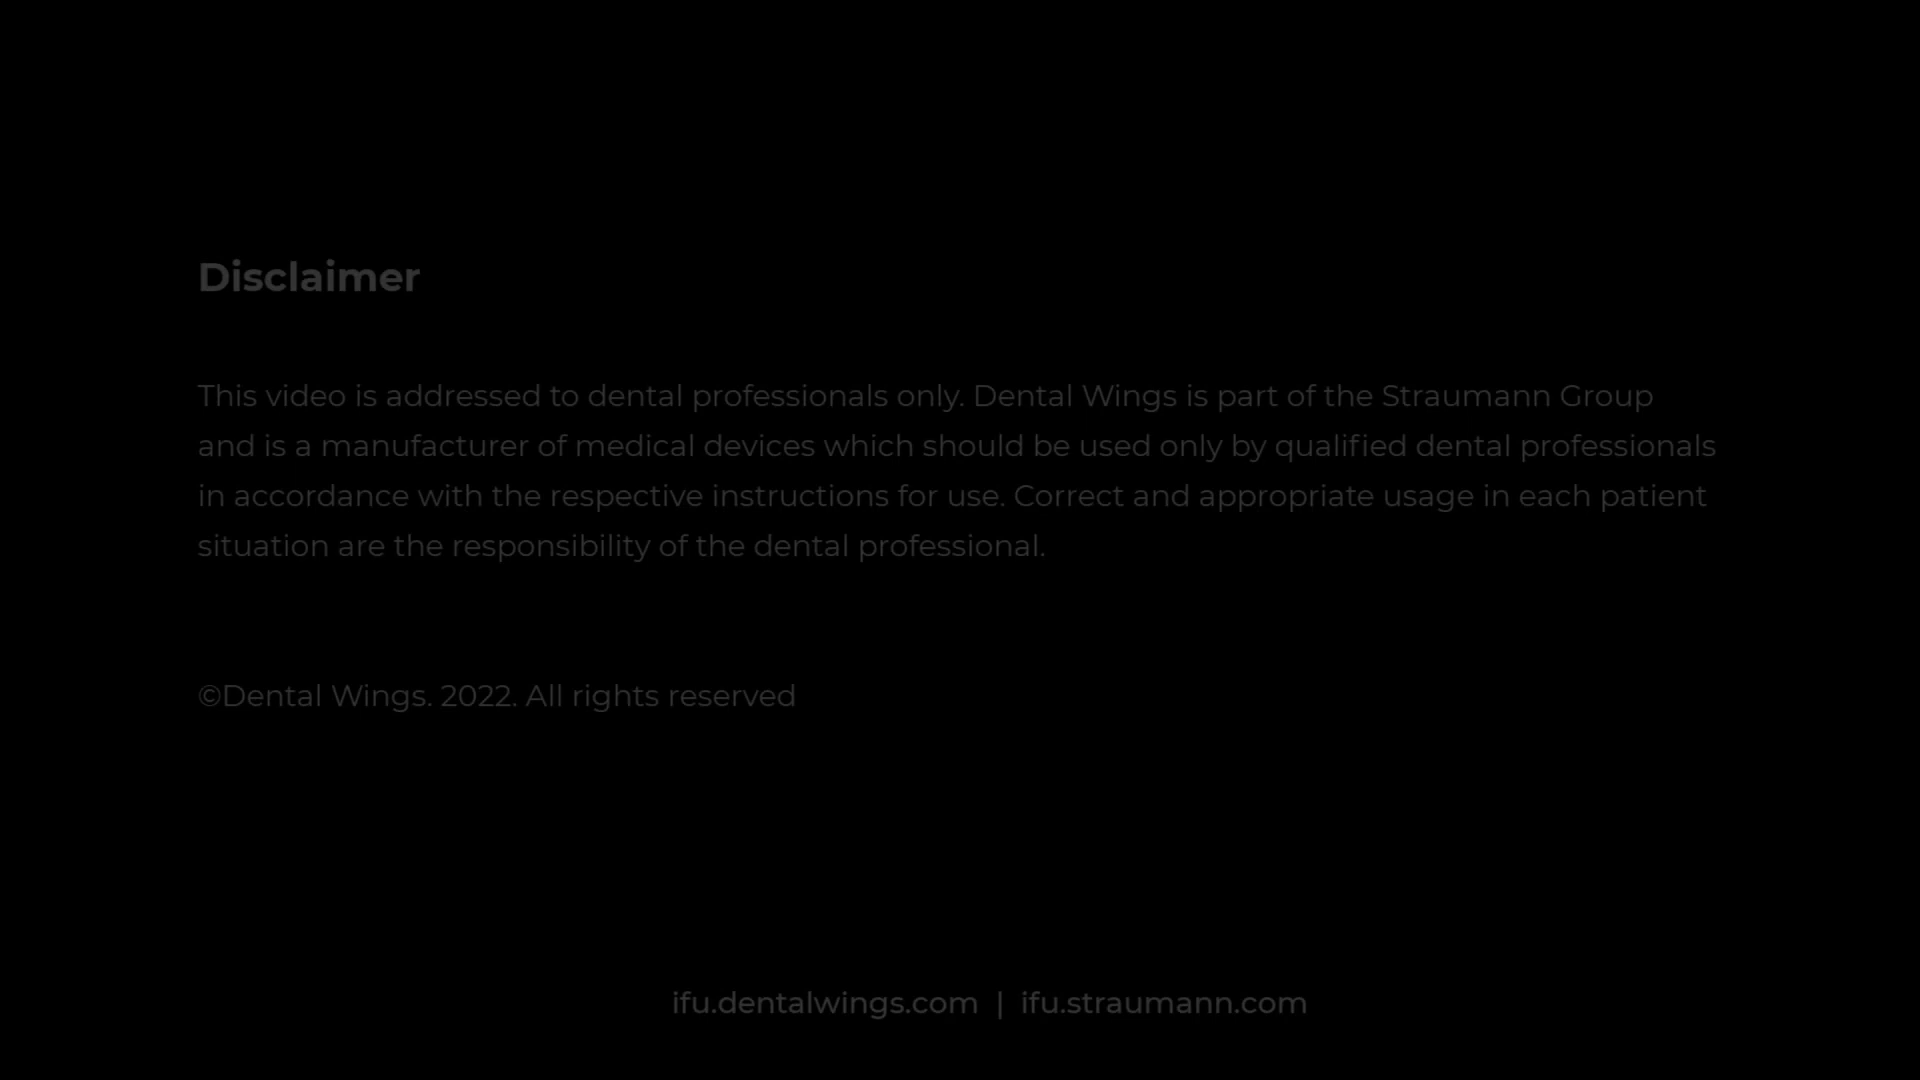 Disclaimer
This video is addressed to dental professionals only. Dental Wings is part of the Straumann Group
and is a manufacturer of medical devices which should be used only by qualified dental professionals
in accordance with the respective instructions for use. Correct and appropriate usage in each patient
situation are the responsibility of the dental professional.
©Dental Wings. 2022. All rights reserved
ifu.dentalwings.com | ifu.straumann.com